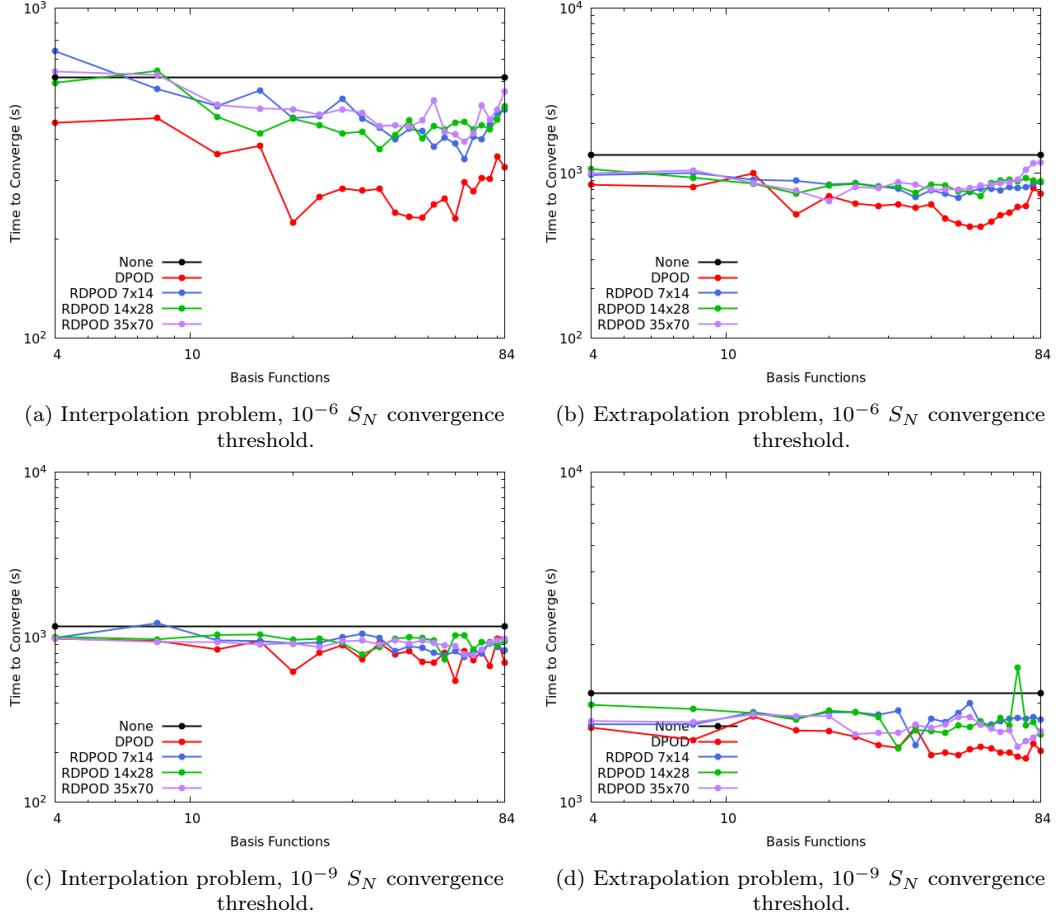 10^3
Time to Converge (s)
None
DPOD
RDPOD 7x14
RDPOD 14x28
RDPOD 35x70
10^2
4
10
84
Basis Functions
(a) Interpolation problem, 10^−6 S_N convergence
threshold.
10^4
Time to Converge (s)
10^3
None
DPOD
RDPOD 7x14
RDPOD 14x28
RDPOD 35x70
10^2
4
10
84
Basis Functions
(b) Extrapolation problem, 10^−6 S_N convergence
threshold.
10^4
Time to Converge (s)
10^3
None
DPOD
RDPOD 7x14
RDPOD 14x28
RDPOD 35x70
10^2
4
10
84
Basis Functions
(c) Interpolation problem, 10^−9 S_N convergence
threshold.
10^4
Time to Converge (s)
None
DPOD
RDPOD 7x14
RDPOD 14x28
RDPOD 35x70
10^3
4
10
84
Basis Functions
(d) Extrapolation problem, 10^−9 S_N convergence
threshold.